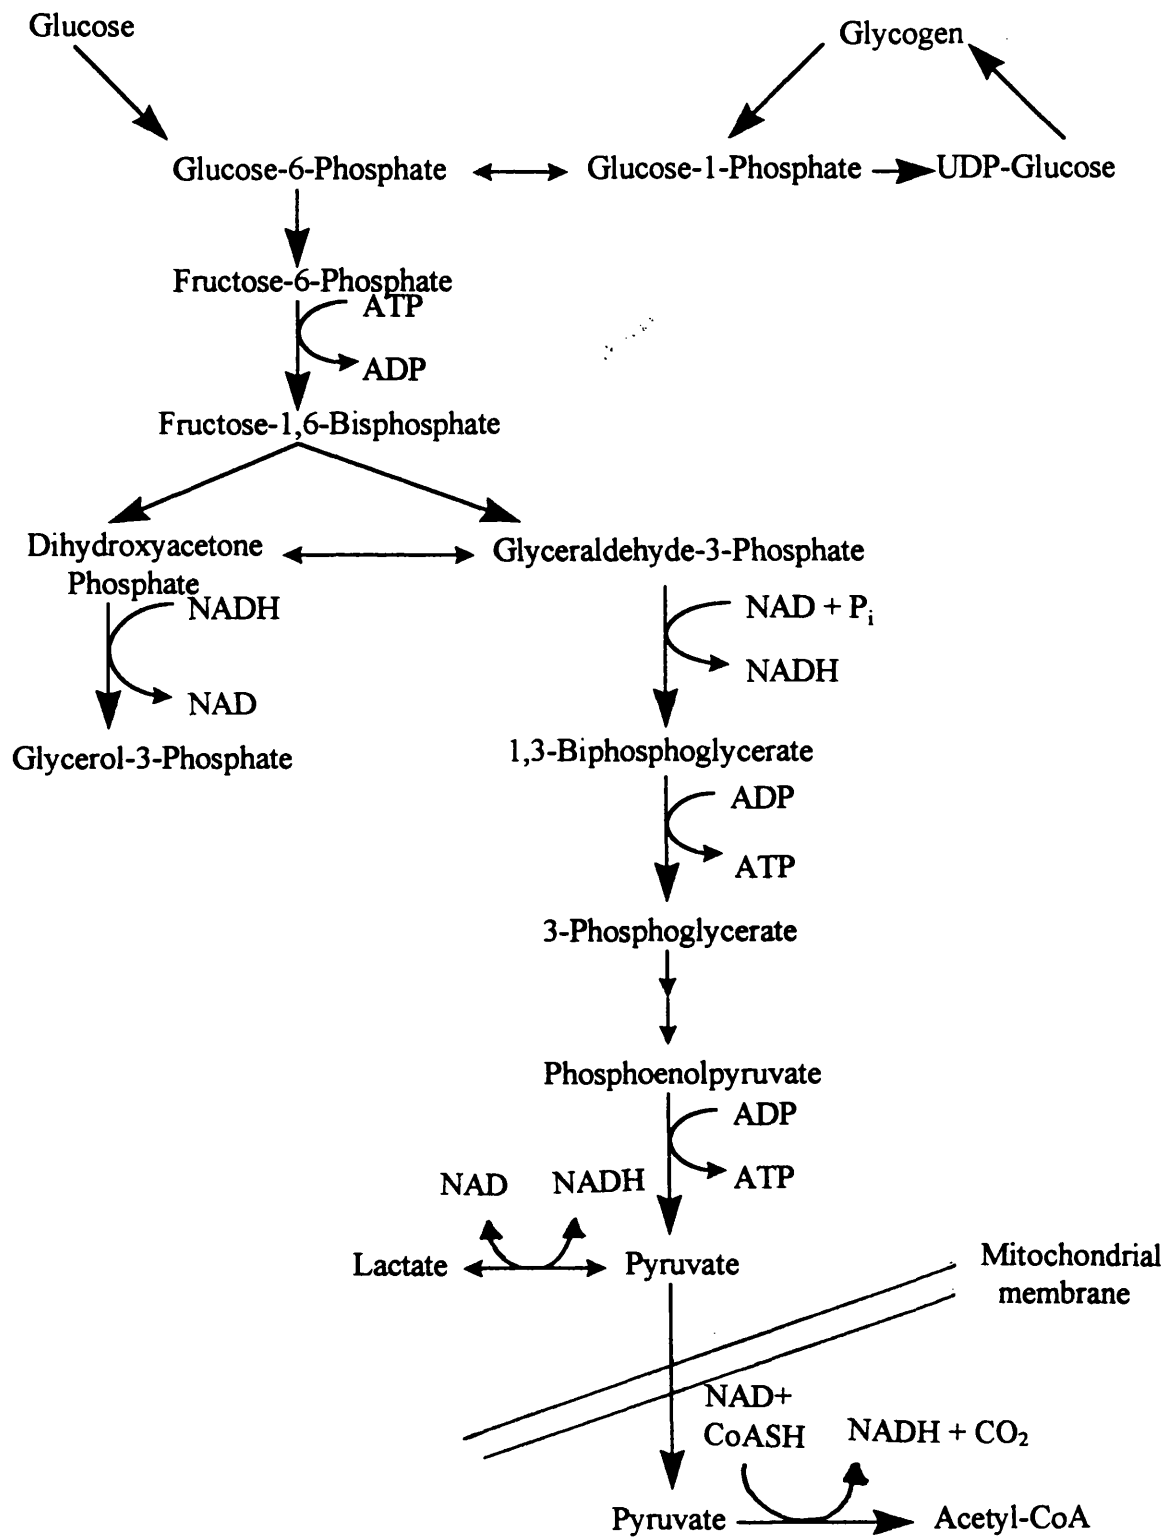 Glucose
Glycogen
Glucose-6-Phosphate
Glucose-1-Phosphate
UDP-Glucose
Fructose-6-Phosphate
ATP
ADP
Fructose-1,6-Bisphosphate
Dihydroxyacetone
Phosphate
Glyceraldehyde-3-Phosphate
NADH
NAD
Glycerol-3-Phosphate
NAD + Pi
NADH
1,3-Biphosphoglycerate
ADP
ATP
3-Phosphoglycerate
Phosphoenolpyruvate
ADP
ATP
NAD
NADH
Lactate
Pyruvate
Mitochondrial
membrane
NAD+
CoASH
NADH + CO₂
Pyruvate
Acetyl-CoA